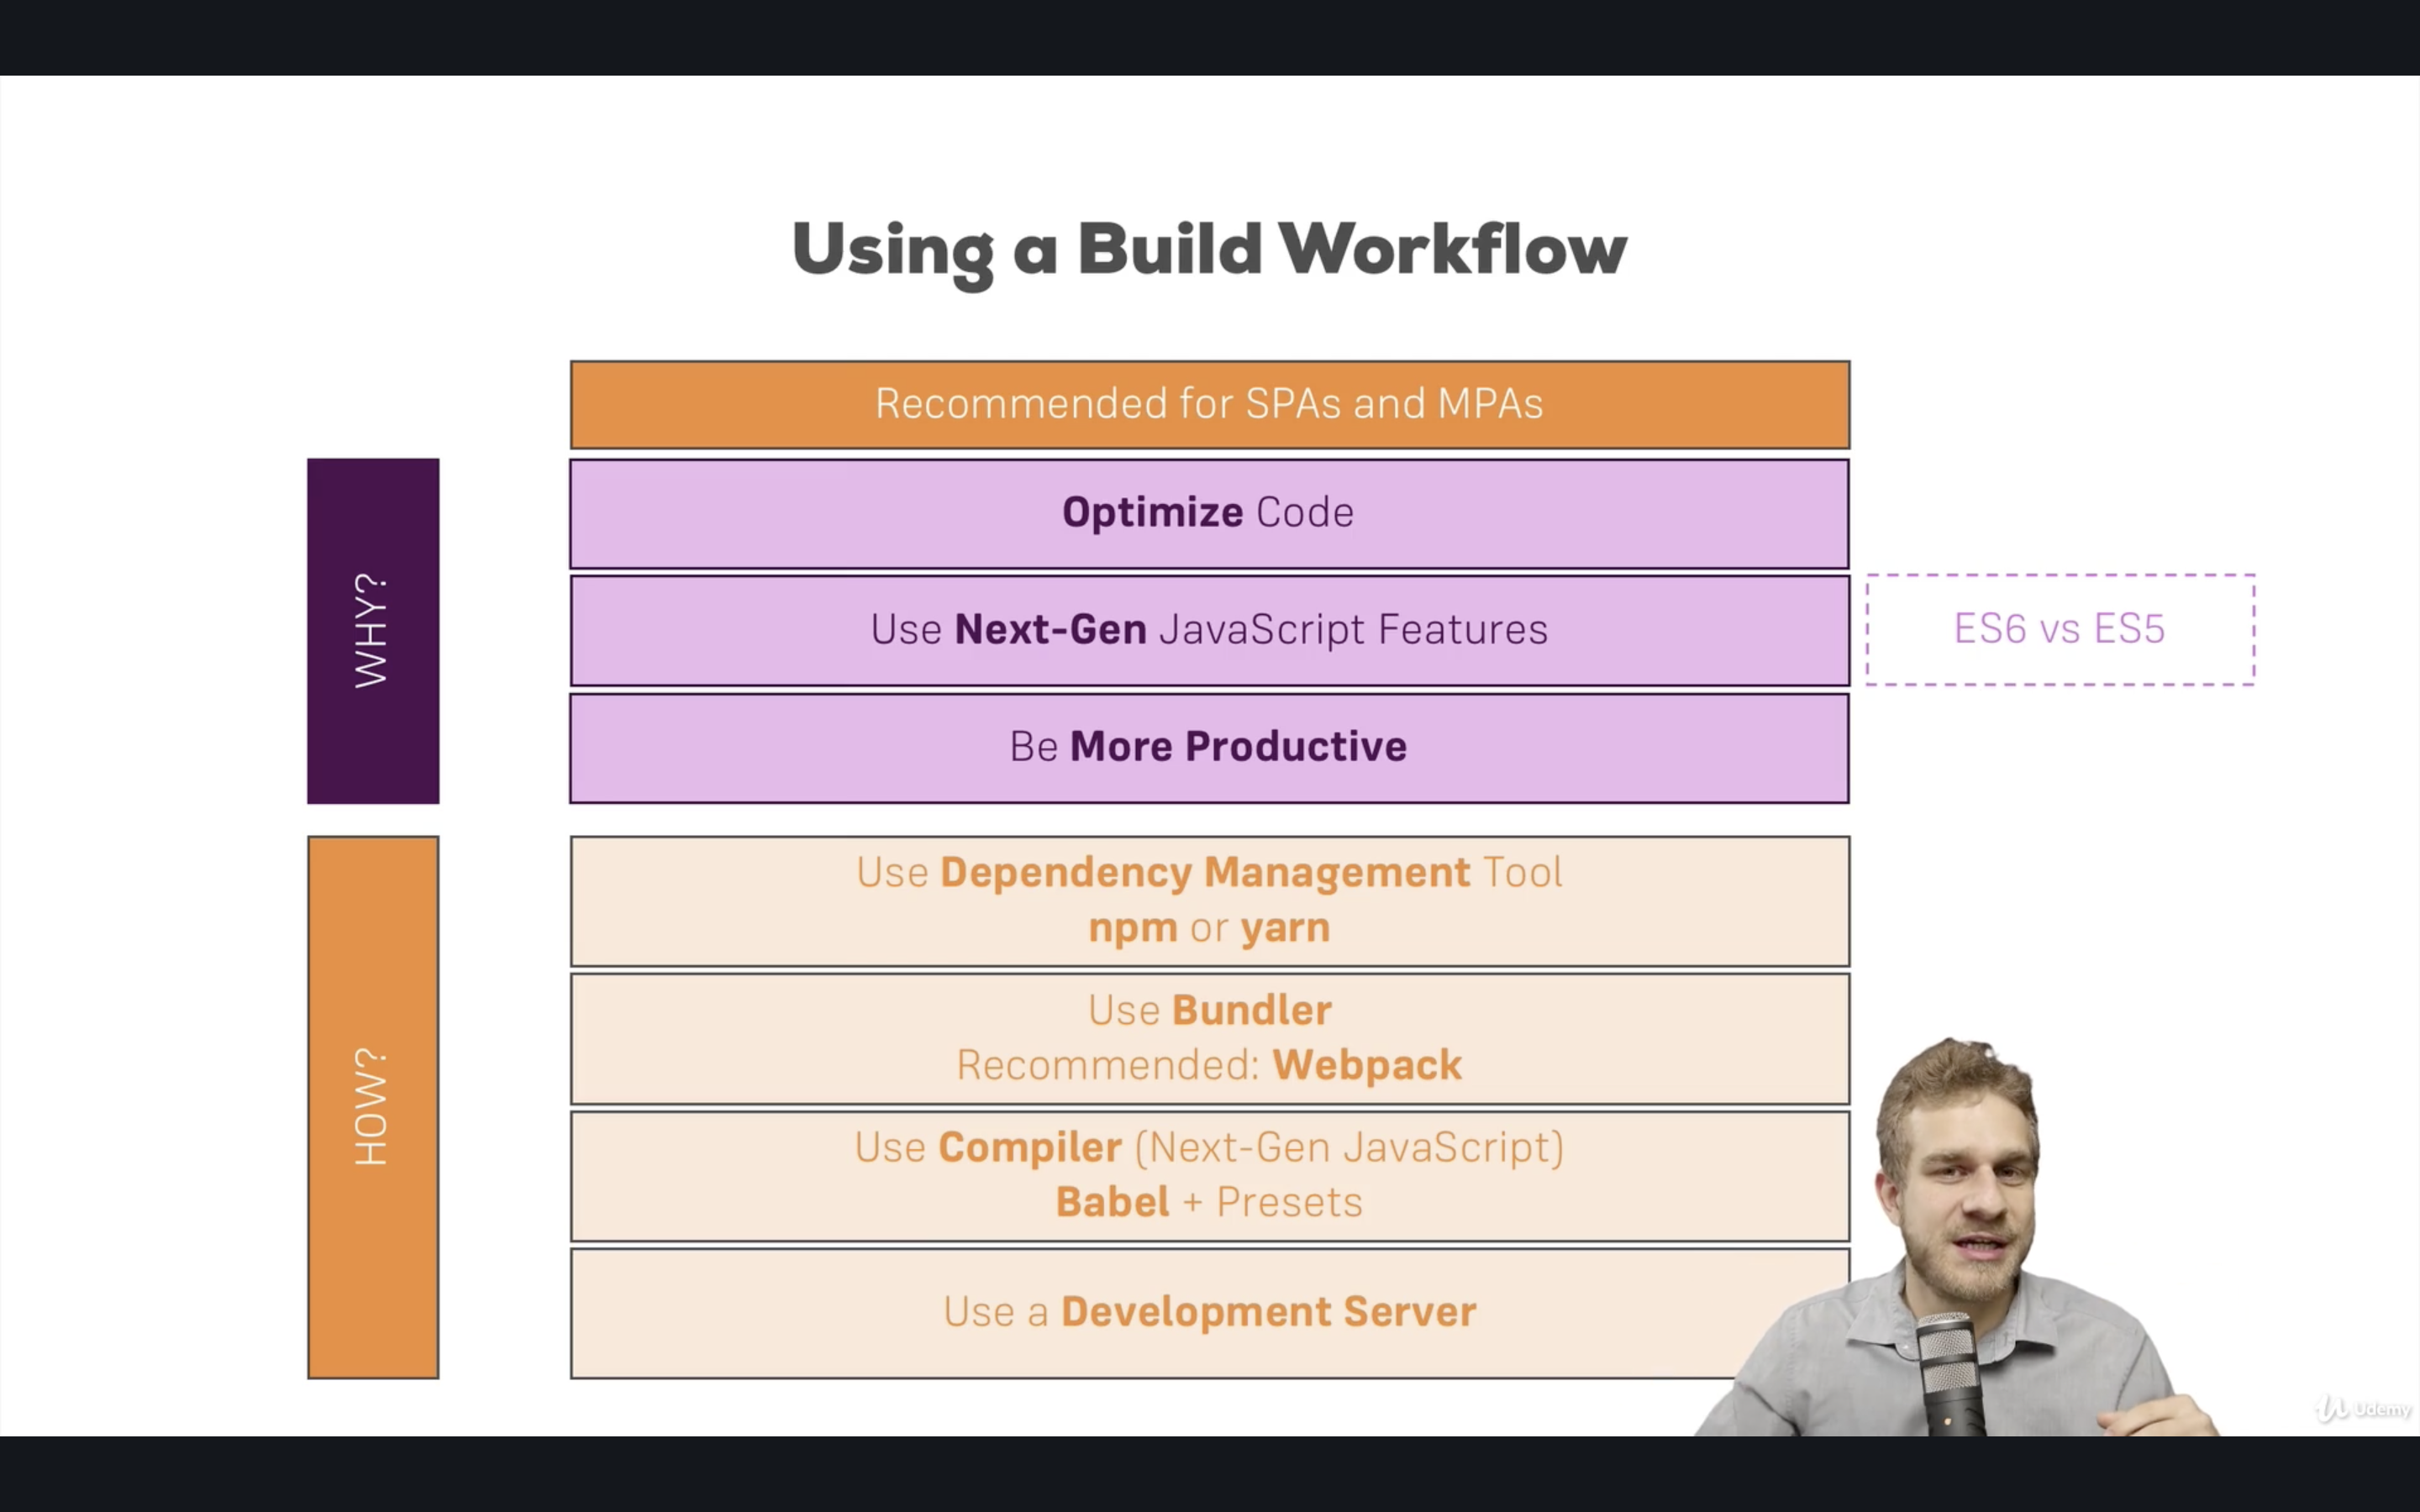 Using a Build Workflow
Recommended for SPAs and MPAs
WHY?
Optimize Code
Use Next-Gen JavaScript Features
ES6 vs ES5
Be More Productive
HOW?
Use Dependency Management Tool
npm or yarn
Use Bundler
Recommended: Webpack
Use Compiler (Next-Gen JavaScript)
Babel + Presets
Use a Development Server
Udemy